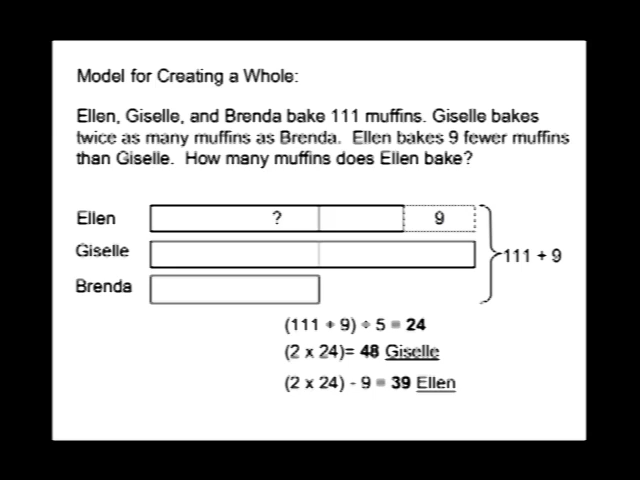 Model for Creating a Whole:
Ellen, Giselle, and Brenda bake 111 muffins. Giselle bakes
twice as many muffins as Brenda. Ellen bakes 9 fewer muffins
than Giselle. How many muffins does Ellen bake?
Ellen ? 9
Giselle
111 + 9
Brenda
(111 + 9) ÷ 5 = 24
(2 x 24)= 48 Giselle
(2 x 24) - 9 = 39 Ellen